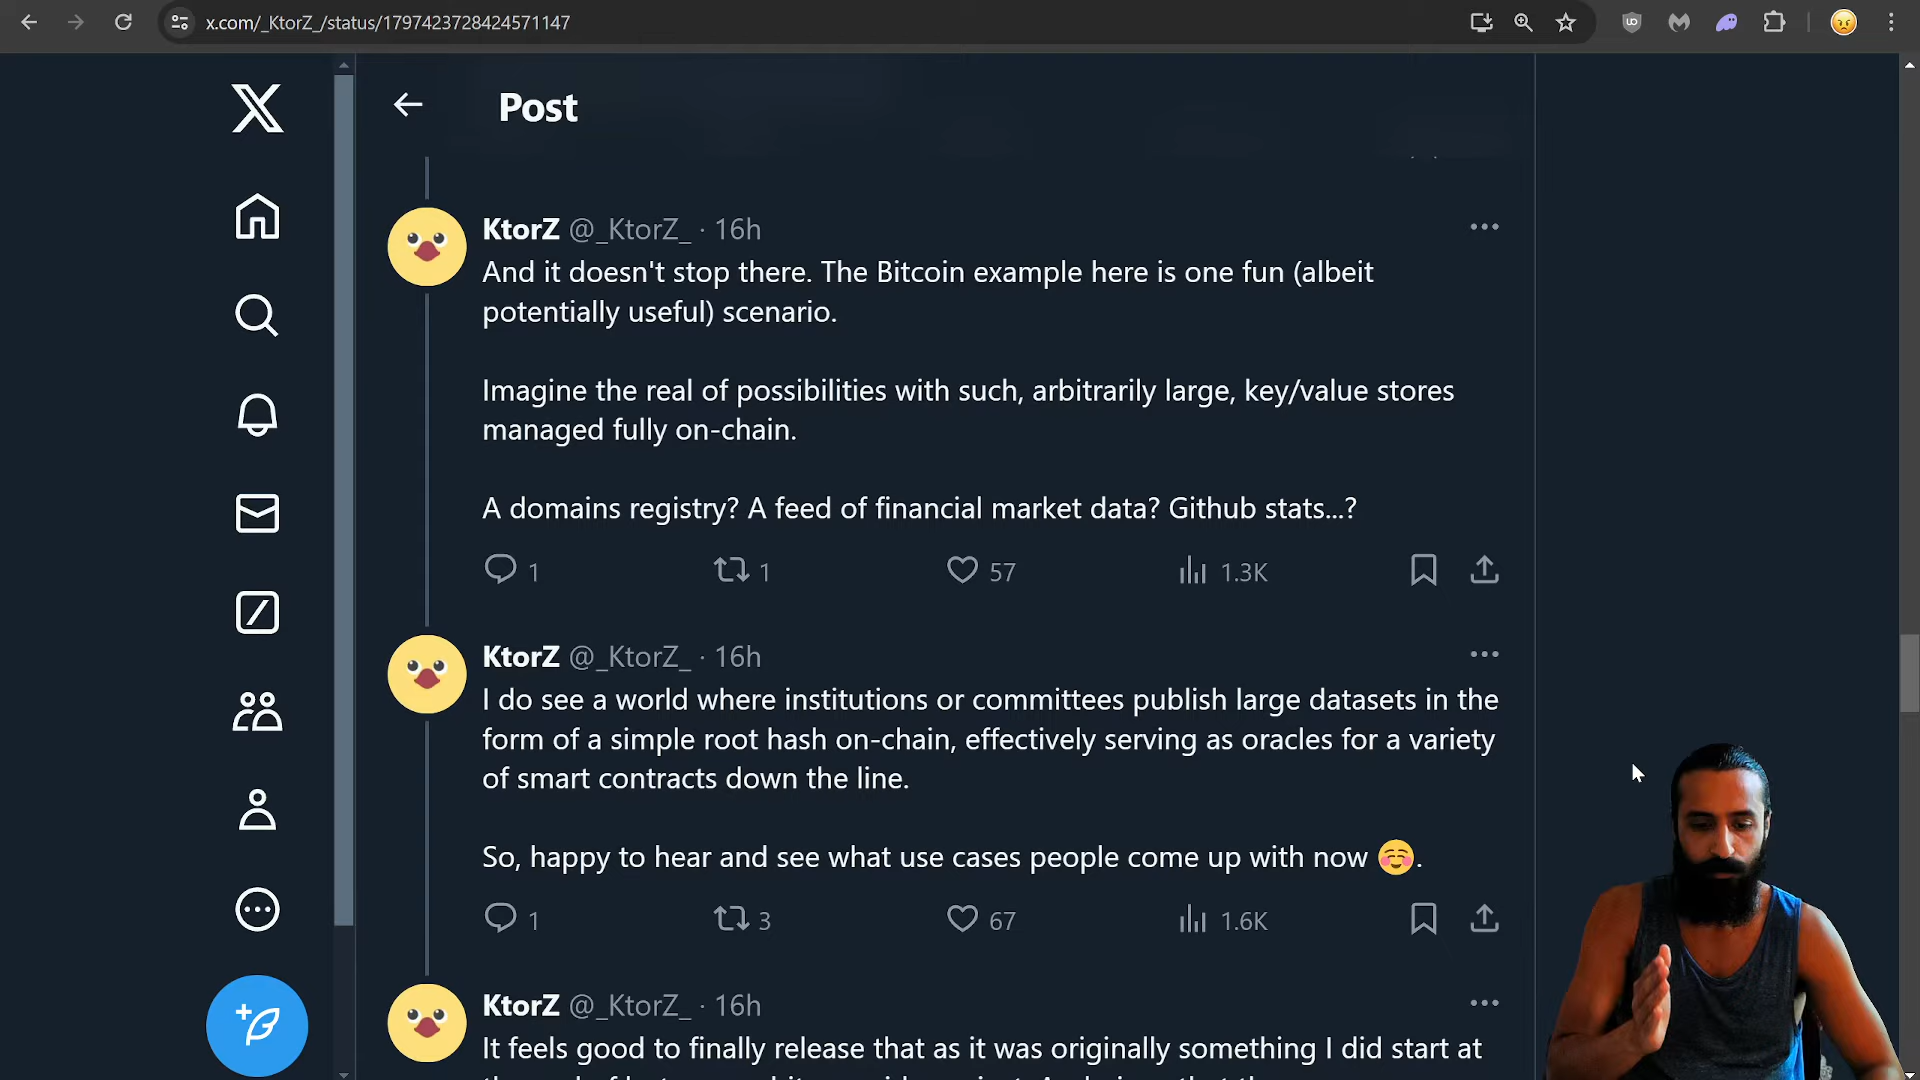 x.com/_KtorZ_/status/1797423728424571147
Post
KtorZ @_KtorZ_ · 16h
And it doesn't stop there. The Bitcoin example here is one fun (albeit
potentially useful) scenario.
Imagine the real of possibilities with such, arbitrarily large, key/value stores
managed fully on-chain.
A domains registry? A feed of financial market data? Github stats...?
1 1 57 1.3K
KtorZ @_KtorZ_ · 16h
I do see a world where institutions or committees publish large datasets in the
form of a simple root hash on-chain, effectively serving as oracles for a variety
of smart contracts down the line.
So, happy to hear and see what use cases people come up with now ☺️.
1 3 67 1.6K
KtorZ @_KtorZ_ · 16h
It feels good to finally release that as it was originally something I did start at